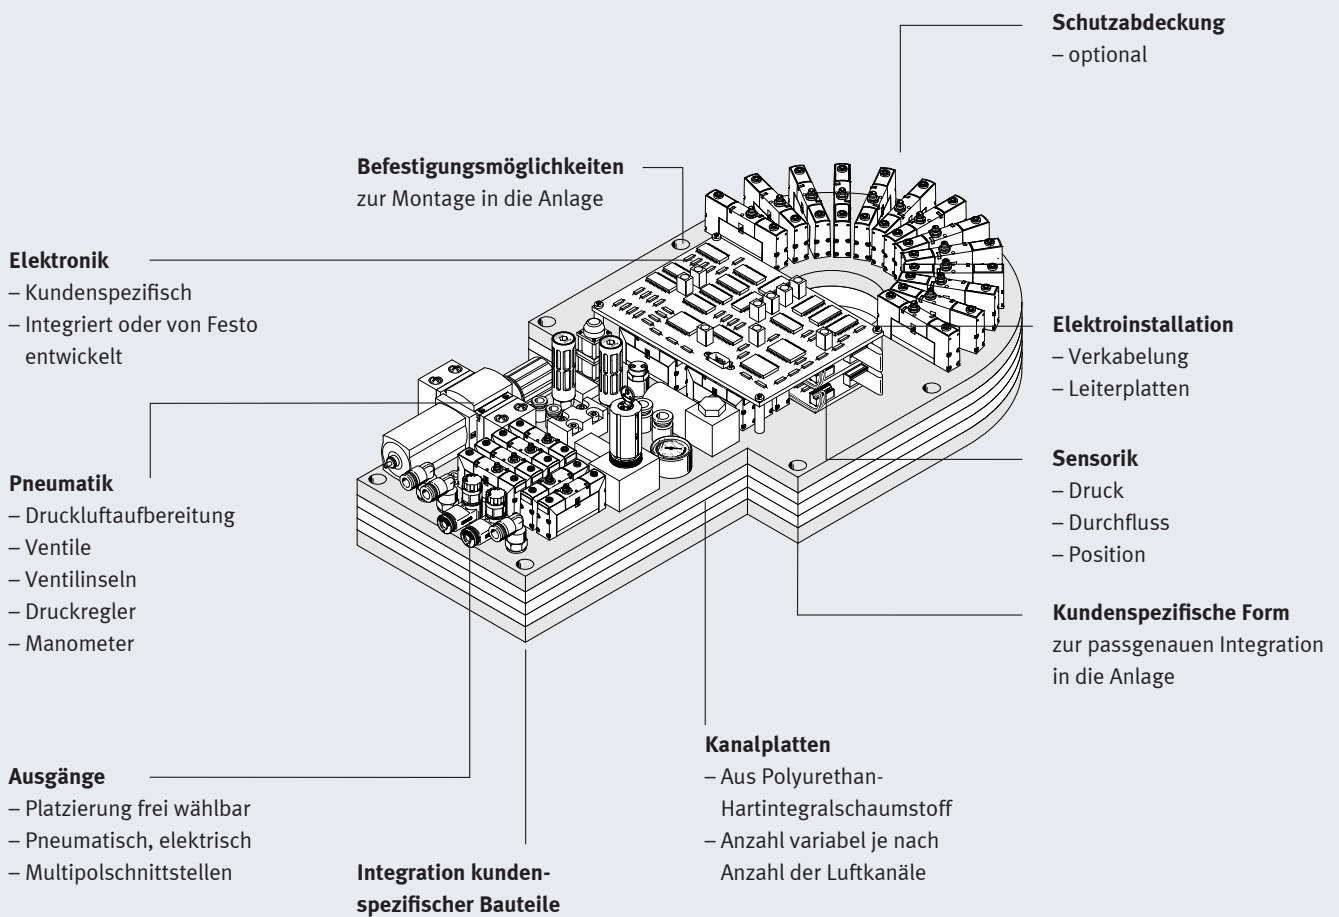 Schutzabdeckung
– optional
Befestigungsmöglichkeiten
zur Montage in die Anlage
Elektronik
– Kundenspezifisch
– Integriert oder von Festo
entwickelt
Elektroinstallation
– Verkabelung
– Leiterplatten
Sensorik
– Druck
– Durchfluss
– Position
Pneumatik
– Druckluftaufbereitung
– Ventile
– Ventilinseln
– Druckregler
– Manometer
Kundenspezifische Form
zur passgenauen Integration
in die Anlage
Kanalplatten
– Aus Polyurethan-
Hartintegralschaumstoff
– Anzahl variabel je nach
Anzahl der Luftkanäle
Ausgänge
– Platzierung frei wählbar
– Pneumatisch, elektrisch
– Multipolschnittstellen
Integration kunden-
spezifischer Bauteile